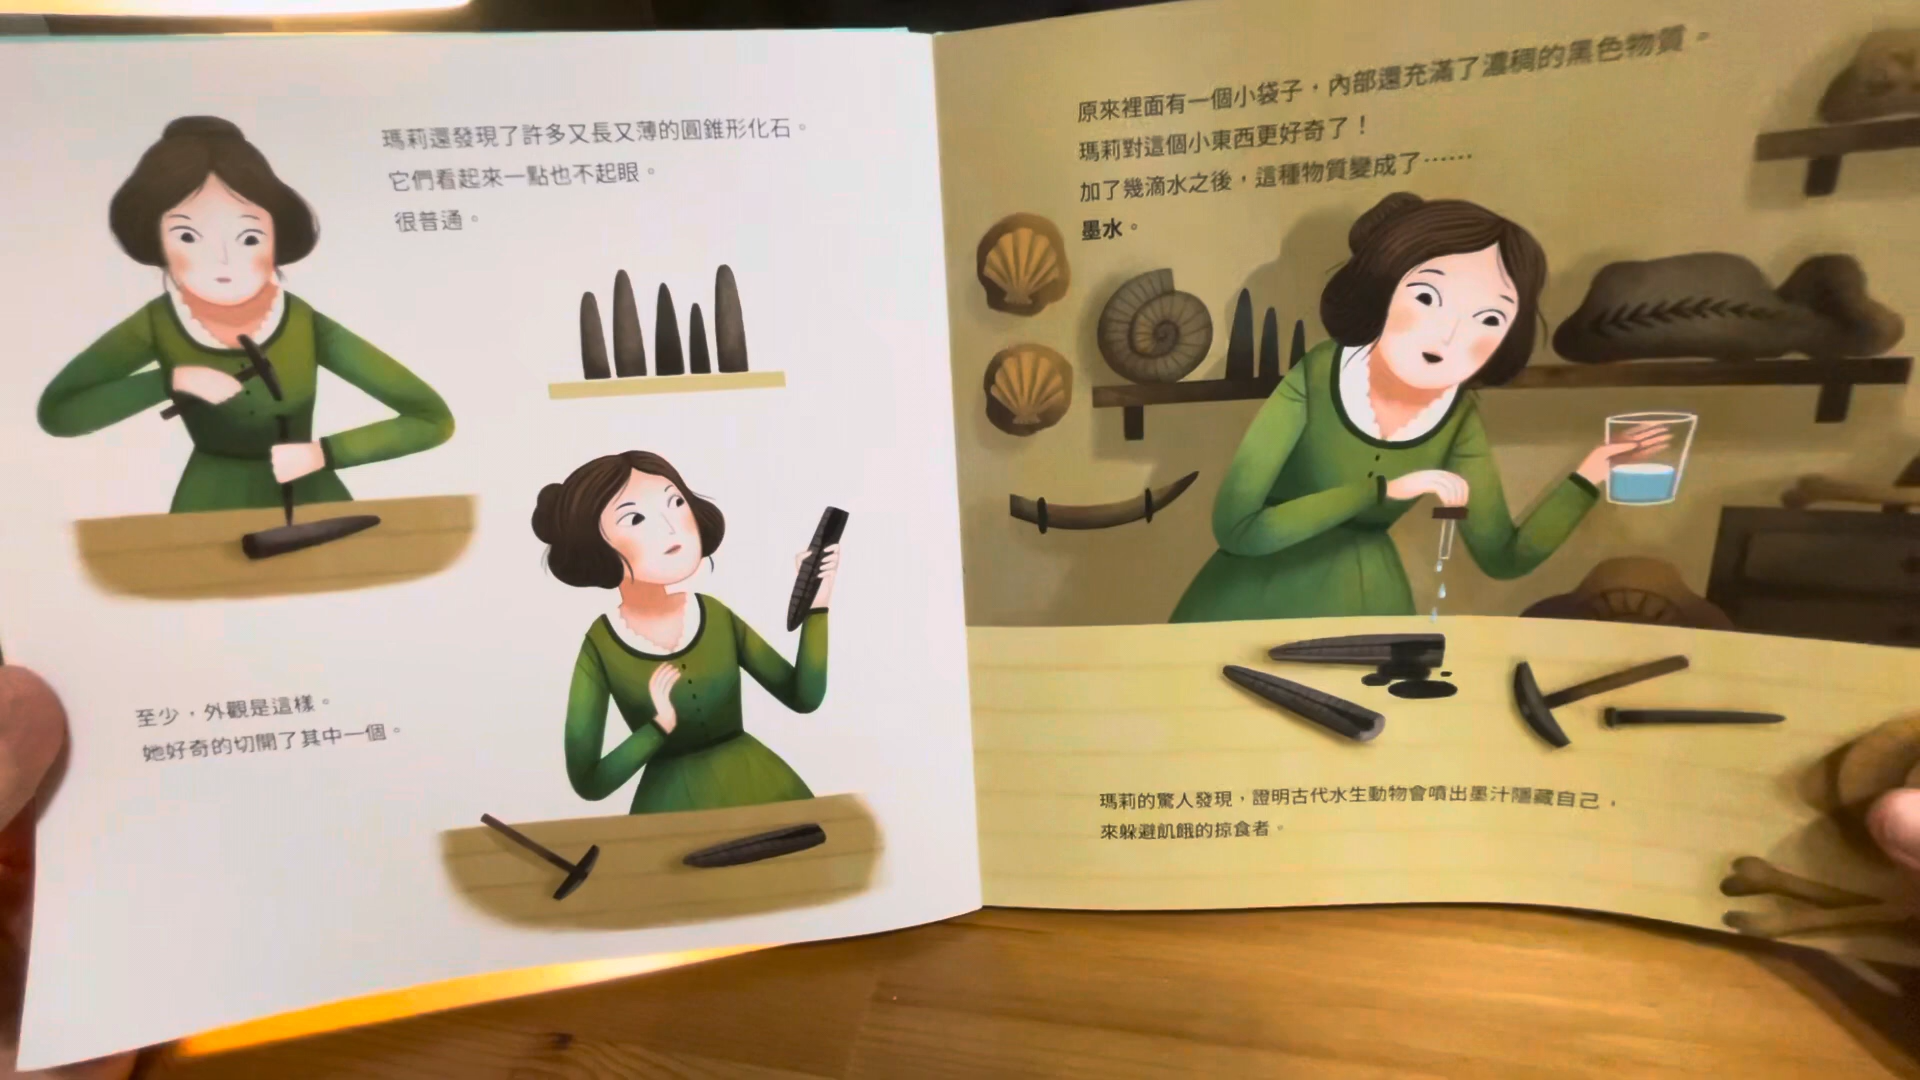 瑪莉還發現了許多又長又薄的圓錐形化石。
它們看起來一點也不起眼。
很普通。
至少，外觀是這樣。
她好奇的切開了其中一個。
原來裡面有一個小袋子，內部還充滿了濃稠的黑色物質。
瑪莉對這個小東西更好奇了！
加了幾滴水之後，這種物質變成了……
墨水。
瑪莉的驚人發現，證明古代水生動物會噴出墨汁隱藏自己，
來躲避飢餓的掠食者。